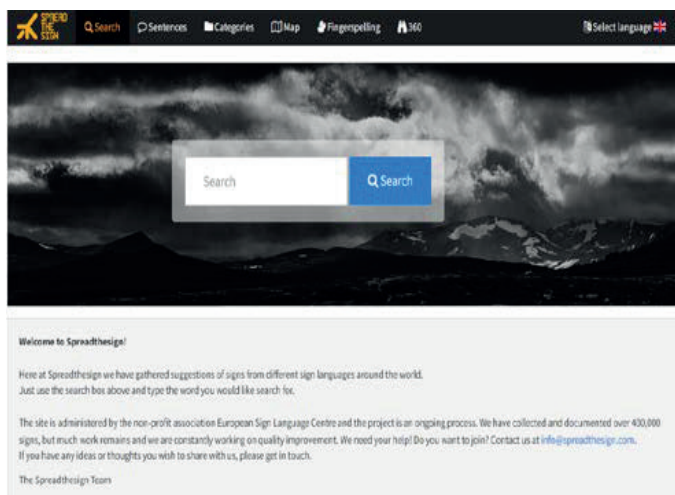 SPREAD
THE
SIGN
Search
Sentences
Categories
Map
Fingerspelling
360
Select language
Search
Search
Welcome to Spreadthesign!
Here at Spreadthesign we have gathered suggestions of signs from different sign languages around the world.
Just use the search box above and type the word you would like search for.
The site is administered by the non-profit association European Sign Language Centre and the project is an ongoing process. We have collected and documented over 400,000
signs, but much work remains and we are constantly working on quality improvement. We need your help! Do you want to join? Contact us at info@spreadthesign.com.
If you have any ideas or thoughts you wish to share with us, please get in touch.
The Spreadthesign Team